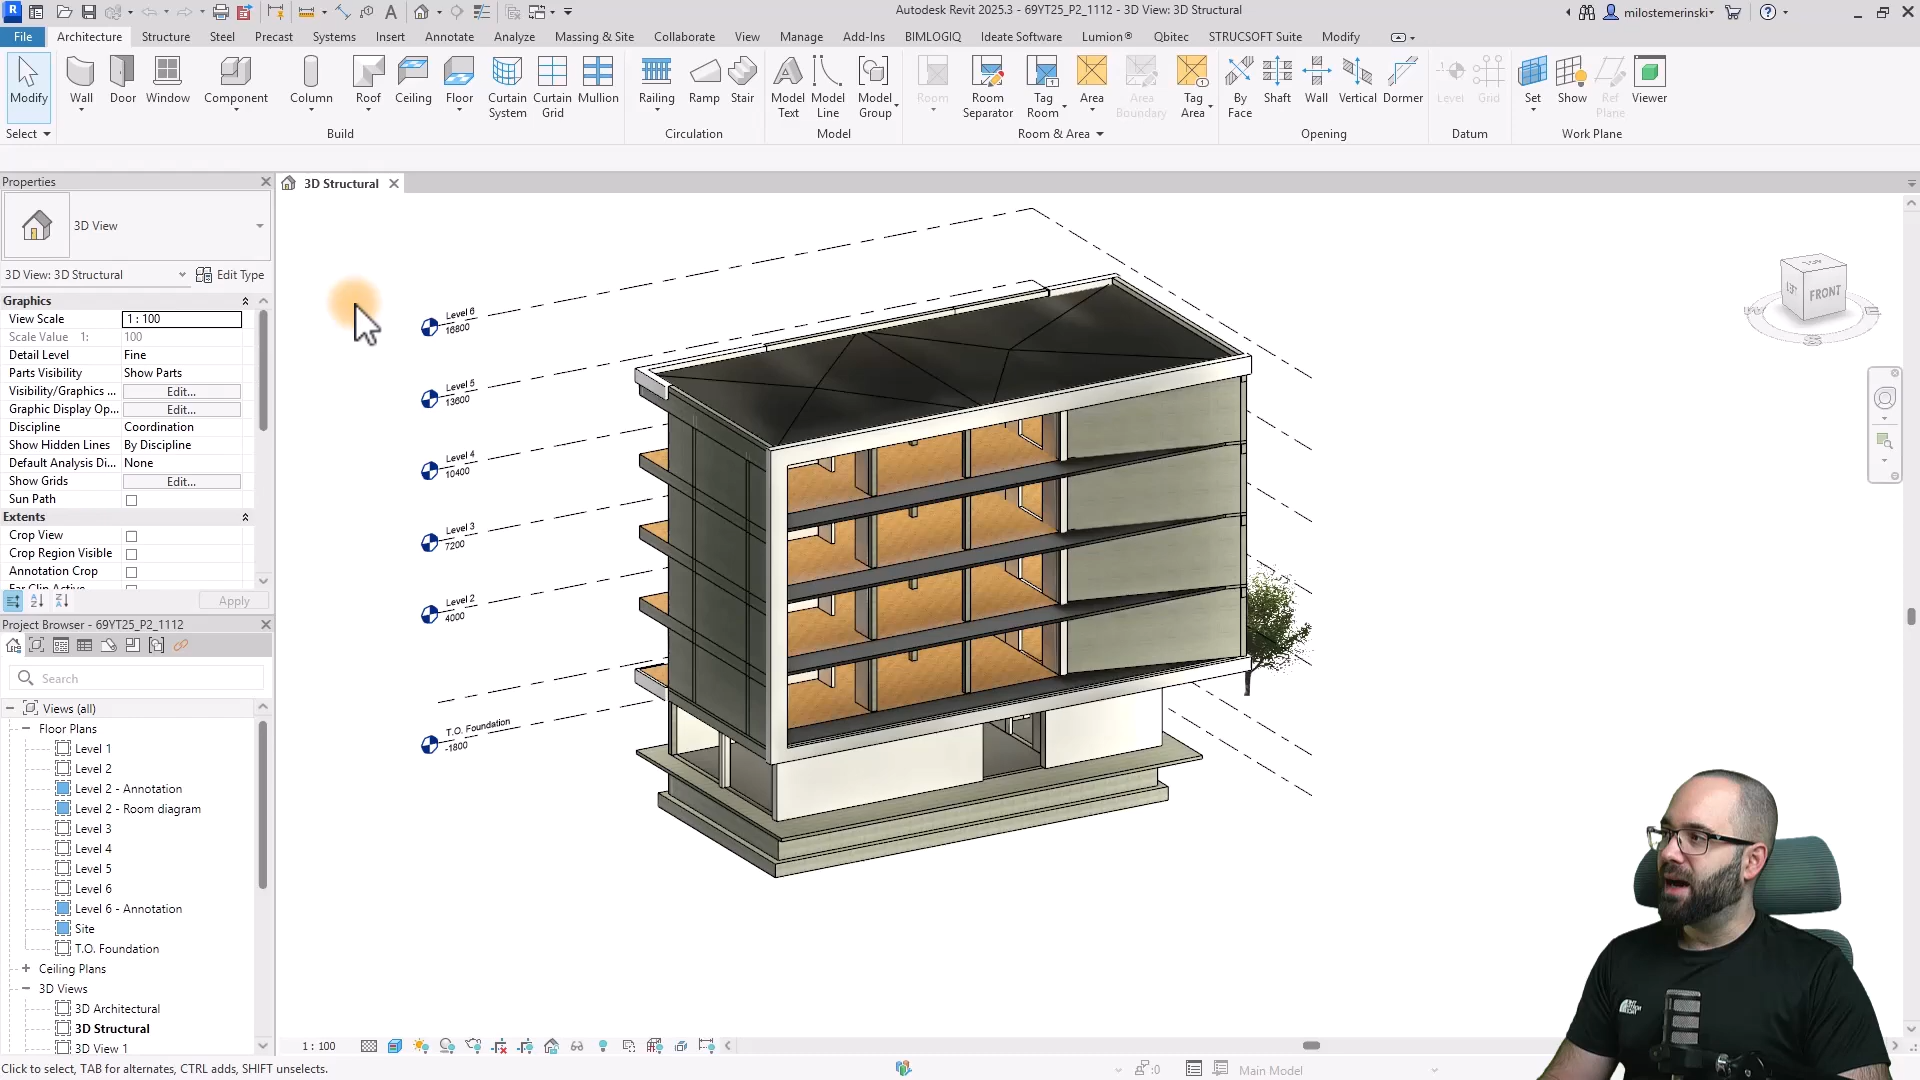 Autodesk Revit 2025.3 - 69YT25_P2_1112 - 3D View: 3D Structural
milostemerinski
File Architecture Structure Steel Precast Systems Insert Annotate Analyze Massing & Site Collaborate View Manage Add-Ins BIMLOGIQ Ideate Software Lumion® Qbitec STRUCSOFT Suite Modify
Modify Wall Door Window Component Column Roof Ceiling Floor Curtain System Curtain Grid Mullion Railing Ramp Stair Model Text Model Line Model Group Room Room Separator Tag Room Area Area Boundary Tag Area By Face Shaft Wall Vertical Dormer Level Grid Set Show Ref Plane Viewer
Select Build Circulation Model Room & Area Opening Datum Work Plane
Properties
3D View
3D View: 3D Structural Edit Type
Graphics
View Scale 1 : 100
Scale Value 1: 100
Detail Level Fine
Parts Visibility Show Parts
Visibility/Graphics ... Edit...
Graphic Display Op... Edit...
Discipline Coordination
Show Hidden Lines By Discipline
Default Analysis Di... None
Show Grids Edit...
Sun Path
Extents
Crop View
Crop Region Visible
Annotation Crop
Far Clip Active
Apply
Project Browser - 69YT25_P2_1112
Search
Views (all)
Floor Plans
Level 1
Level 2
Level 2 - Annotation
Level 2 - Room diagram
Level 3
Level 4
Level 5
Level 6
Level 6 - Annotation
Site
T.O. Foundation
Ceiling Plans
3D Views
3D Architectural
3D Structural
3D View 1
3D Structural
Level 6
16800
Level 5
13600
Level 4
10400
Level 3
7200
Level 2
4000
T.O. Foundation
-1800
TOP
LEFT
FRONT
1 : 100
Click to select, TAB for alternates, CTRL adds, SHIFT unselects.
:0
Main Model